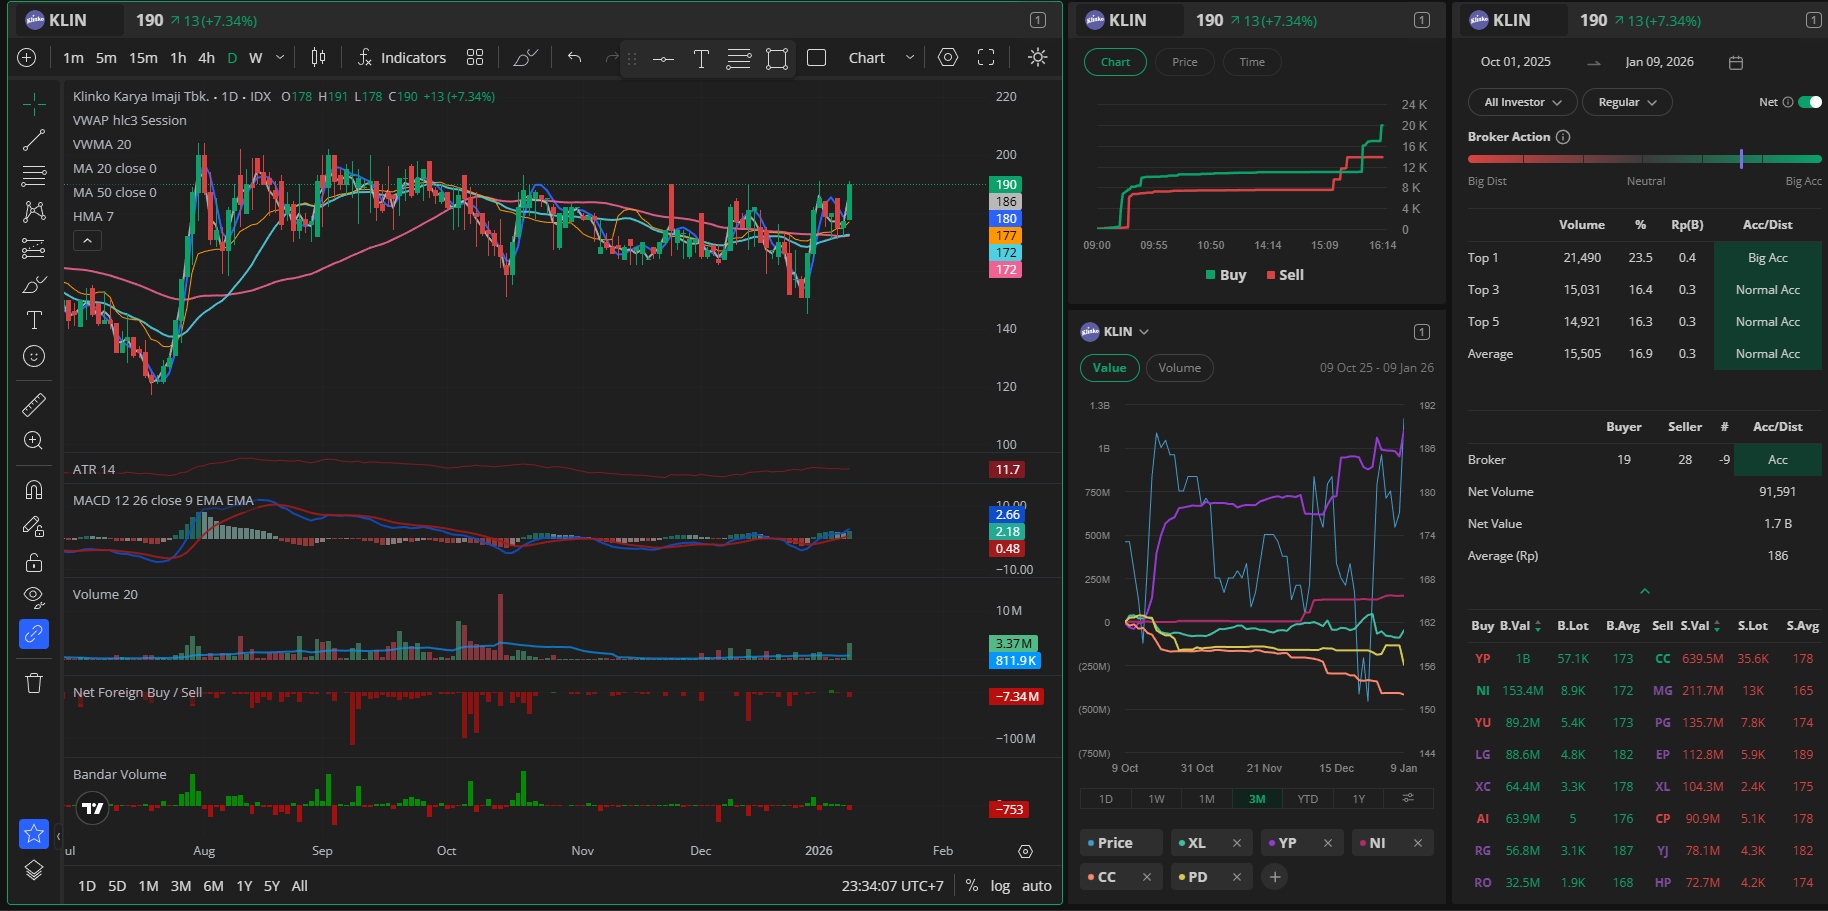 KLIN 190 13 (+7.34%) 1
1m 5m 15m 1h 4h D W Indicators T Chart
Klinko Karya Imaji Tbk. · 1D · IDX O178 H191 L178 C190 +13 (+7.34%)
VWAP hlc3 Session
VWMA 20
MA 20 close 0
MA 50 close 0
HMA 7
220
200
190
186
180
177
172
172
140
120
100
ATR 14
11.7
MACD 12 26 close 9 EMA EMA
10.00
2.66
2.18
0.48
−10.00
Volume 20
10 M
3.37 M
811.9 K
Net Foreign Buy / Sell
−7.34 M
−100 M
Bandar Volume
−753
ul Aug Sep Oct Nov Dec 2026 Feb
1D 5D 1M 3M 6M 1Y 5Y All 23:34:07 UTC+7 % log auto
Klinko KLIN 190 13 (+7.34%) 1
Chart Price Time
24 K
20 K
16 K
12 K
8 K
4 K
0
09:00 09:55 10:50 14:14 15:09 16:14
Buy Sell
Klinko KLIN 1
Value Volume 09 Oct 25 - 09 Jan 26
1.3B 192
1B 186
750M 180
500M 174
250M 168
0 162
(250M) 156
(500M) 150
(750M) 144
9 Oct 31 Oct 21 Nov 15 Dec 9 Jan
1D 1W 1M 3M YTD 1Y
Price XL YP NI
CC PD
Klinko KLIN 190 13 (+7.34%) 1
Oct 01, 2025 Jan 09, 2026
All Investor Regular Net
Broker Action
Big Dist Neutral Big Acc
Volume % Rp(B) Acc/Dist
Top 1 21,490 23.5 0.4 Big Acc
Top 3 15,031 16.4 0.3 Normal Acc
Top 5 14,921 16.3 0.3 Normal Acc
Average 15,505 16.9 0.3 Normal Acc
Buyer Seller # Acc/Dist
Broker 19 28 -9 Acc
Net Volume 91,591
Net Value 1.7 B
Average (Rp) 186
Buy B.Val B.Lot B.Avg Sell S.Val S.Lot S.Avg
YP 1B 57.1K 173 CC 639.5M 35.6K 178
NI 153.4M 8.9K 172 MG 211.7M 13K 165
YU 89.2M 5.4K 173 PG 135.7M 7.8K 174
LG 88.6M 4.8K 182 EP 112.8M 5.9K 189
XC 64.4M 3.3K 178 XL 104.3M 2.4K 175
AI 63.9M 5 176 CP 90.9M 5.1K 178
RG 56.8M 3.1K 187 YJ 78.1M 4.3K 182
RO 32.5M 1.9K 168 HP 72.7M 4.2K 174